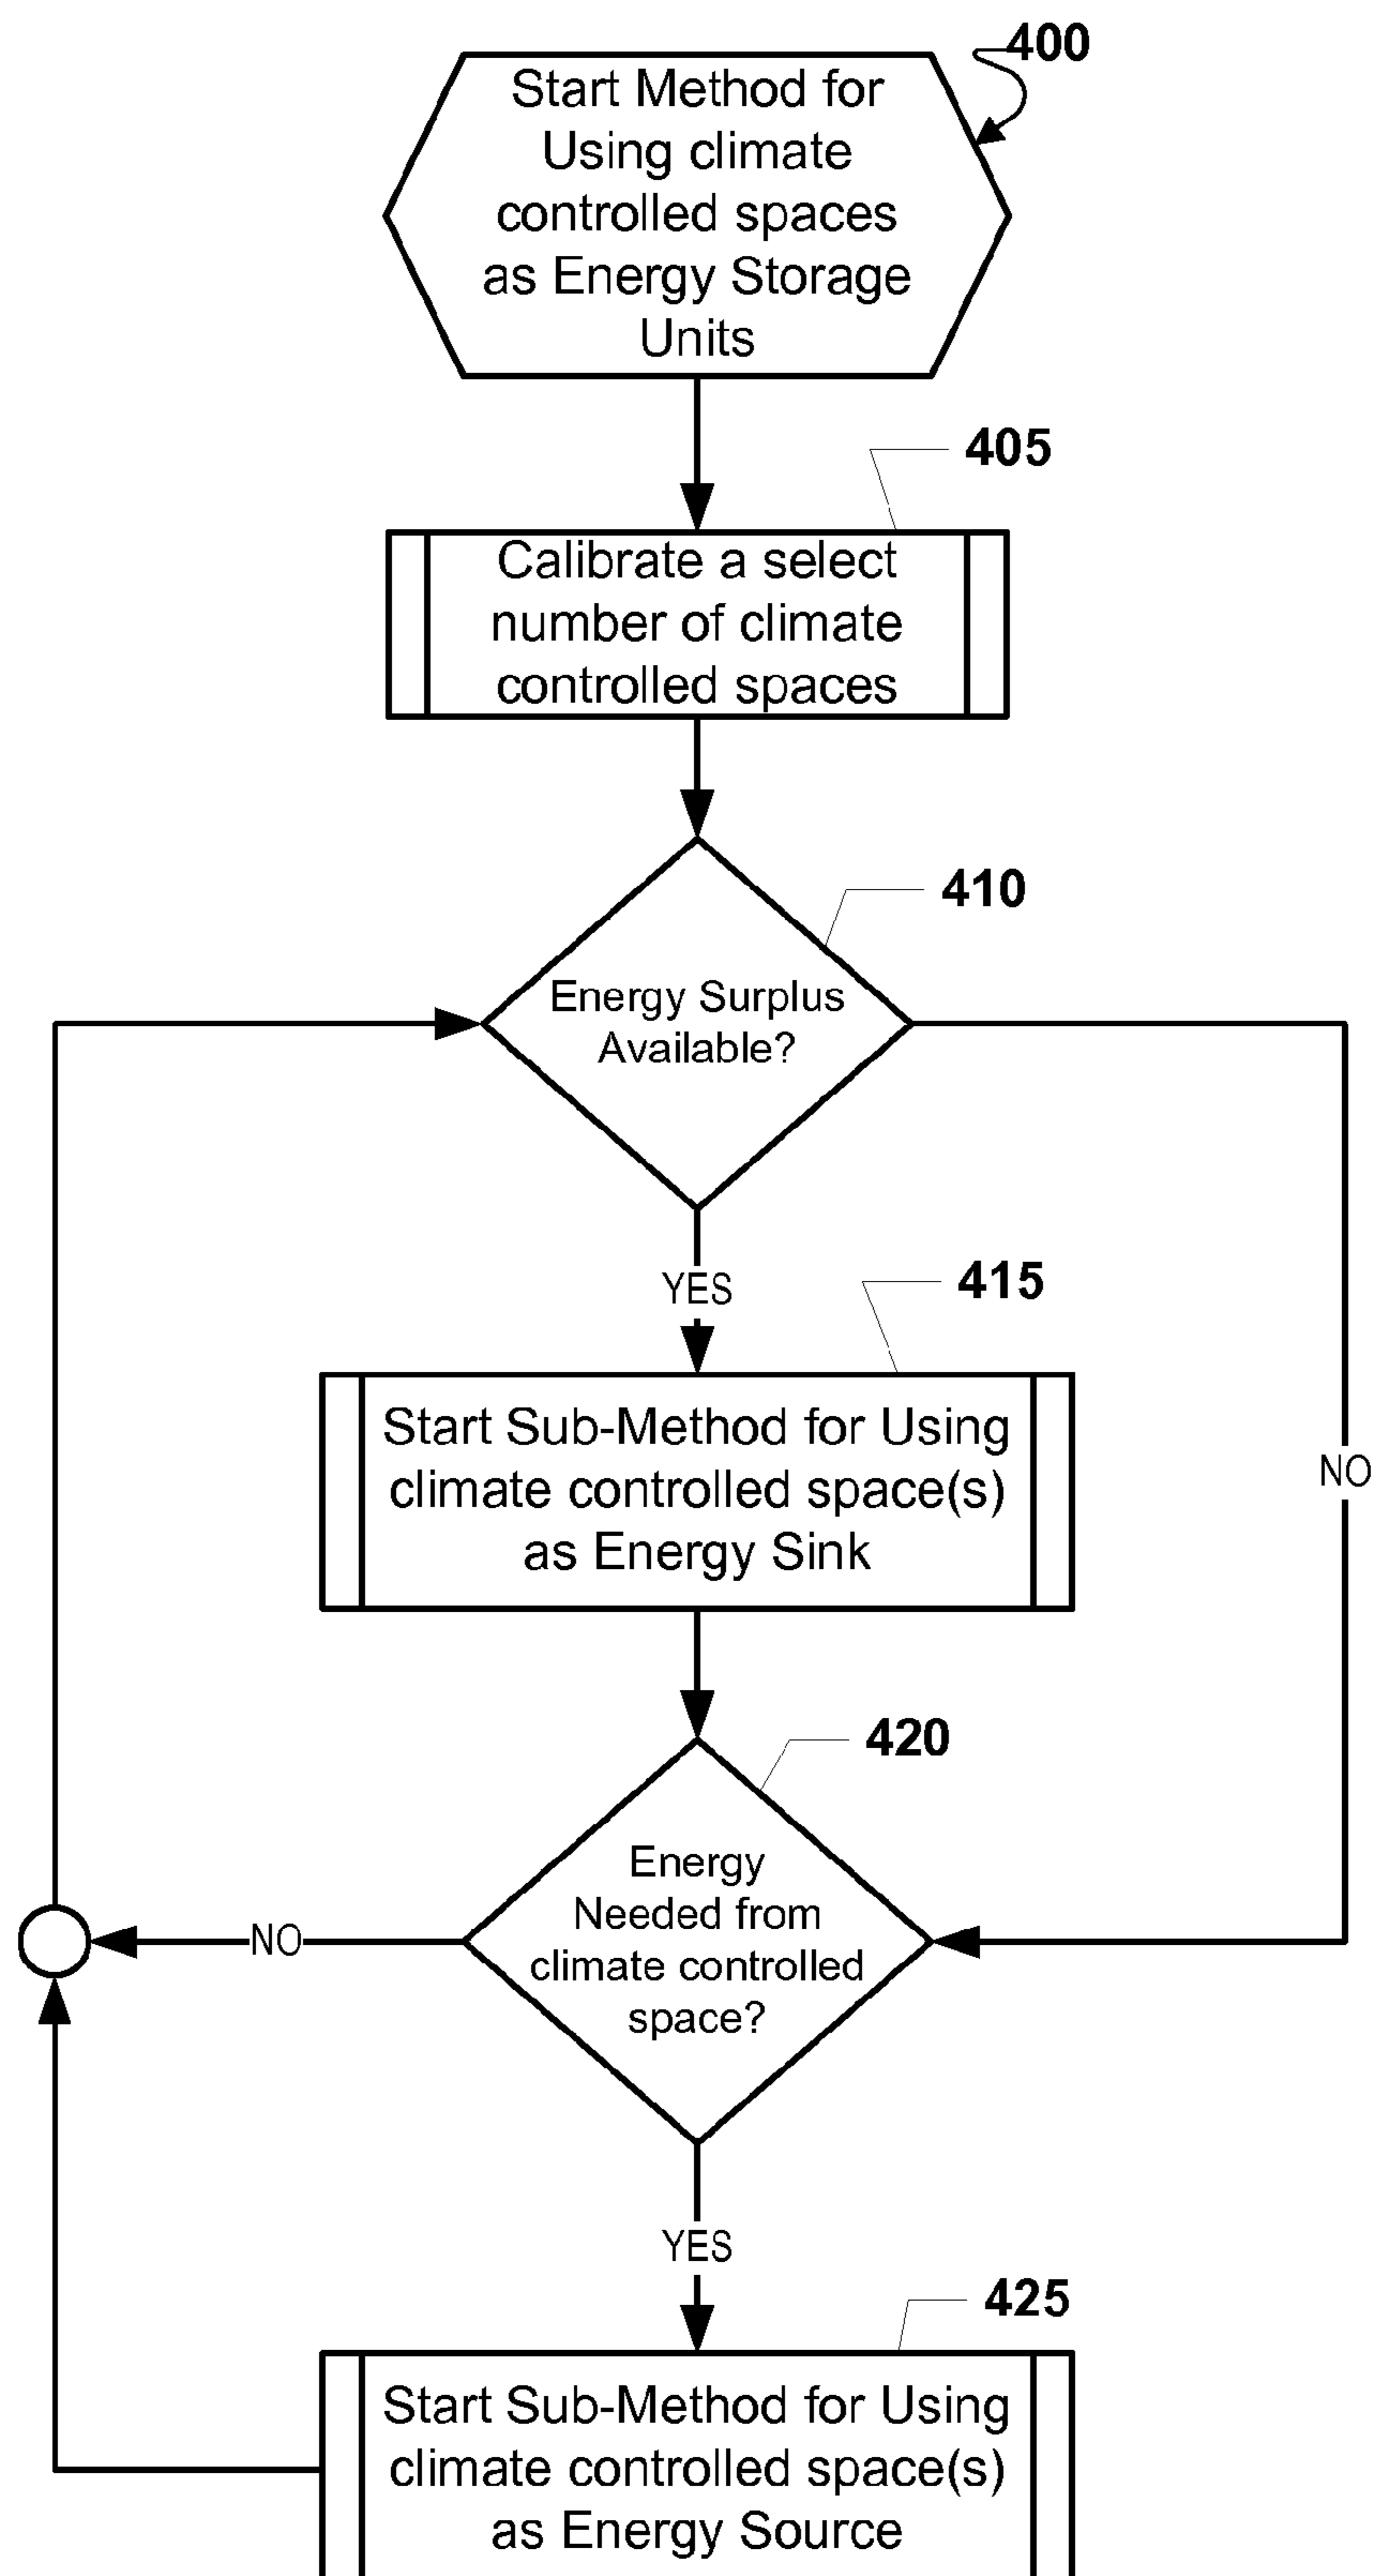 400
Start Method for
Using climate
controlled spaces
as Energy Storage
Units
405
Calibrate a select
number of climate
controlled spaces
410
Energy Surplus
Available?
YES
415
Start Sub-Method for Using
climate controlled space(s)
as Energy Sink
NO
420
Energy
Needed from
climate controlled
space?
NO
YES
425
Start Sub-Method for Using
climate controlled space(s)
as Energy Source